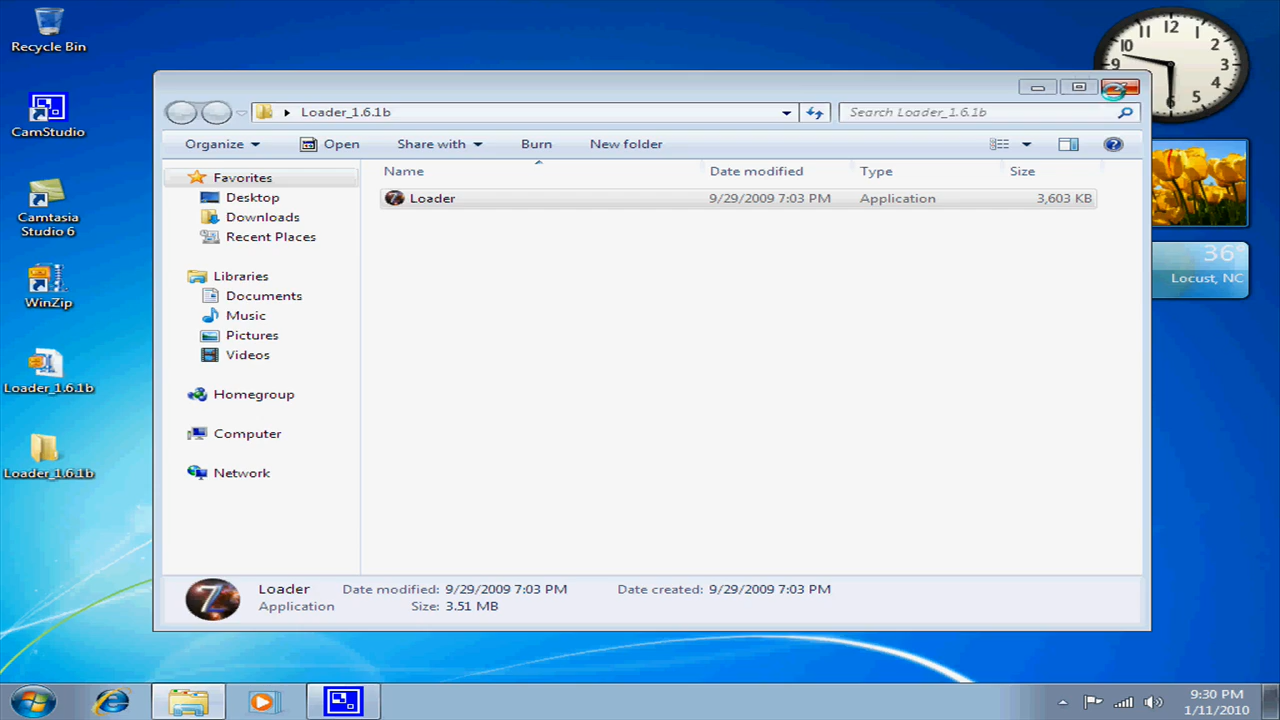 Recycle Bin
CamStudio
Camtasia
Studio 6
WinZip
Loader_1.6.1b
Loader_1.6.1b
Loader_1.6.1b
Search Loader_1.6.1b
Organize Open Share with Burn New folder
Favorites
Desktop
Downloads
Recent Places
Libraries
Documents
Music
Pictures
Videos
Homegroup
Computer
Network
Name Date modified Type Size
Loader 9/29/2009 7:03 PM Application 3,603 KB
7
Loader Date modified: 9/29/2009 7:03 PM Date created: 9/29/2009 7:03 PM
Application Size: 3.51 MB
12
11 1
10 2
9 3
4
6 5
36°
Locust, NC
9:30 PM
1/11/2010